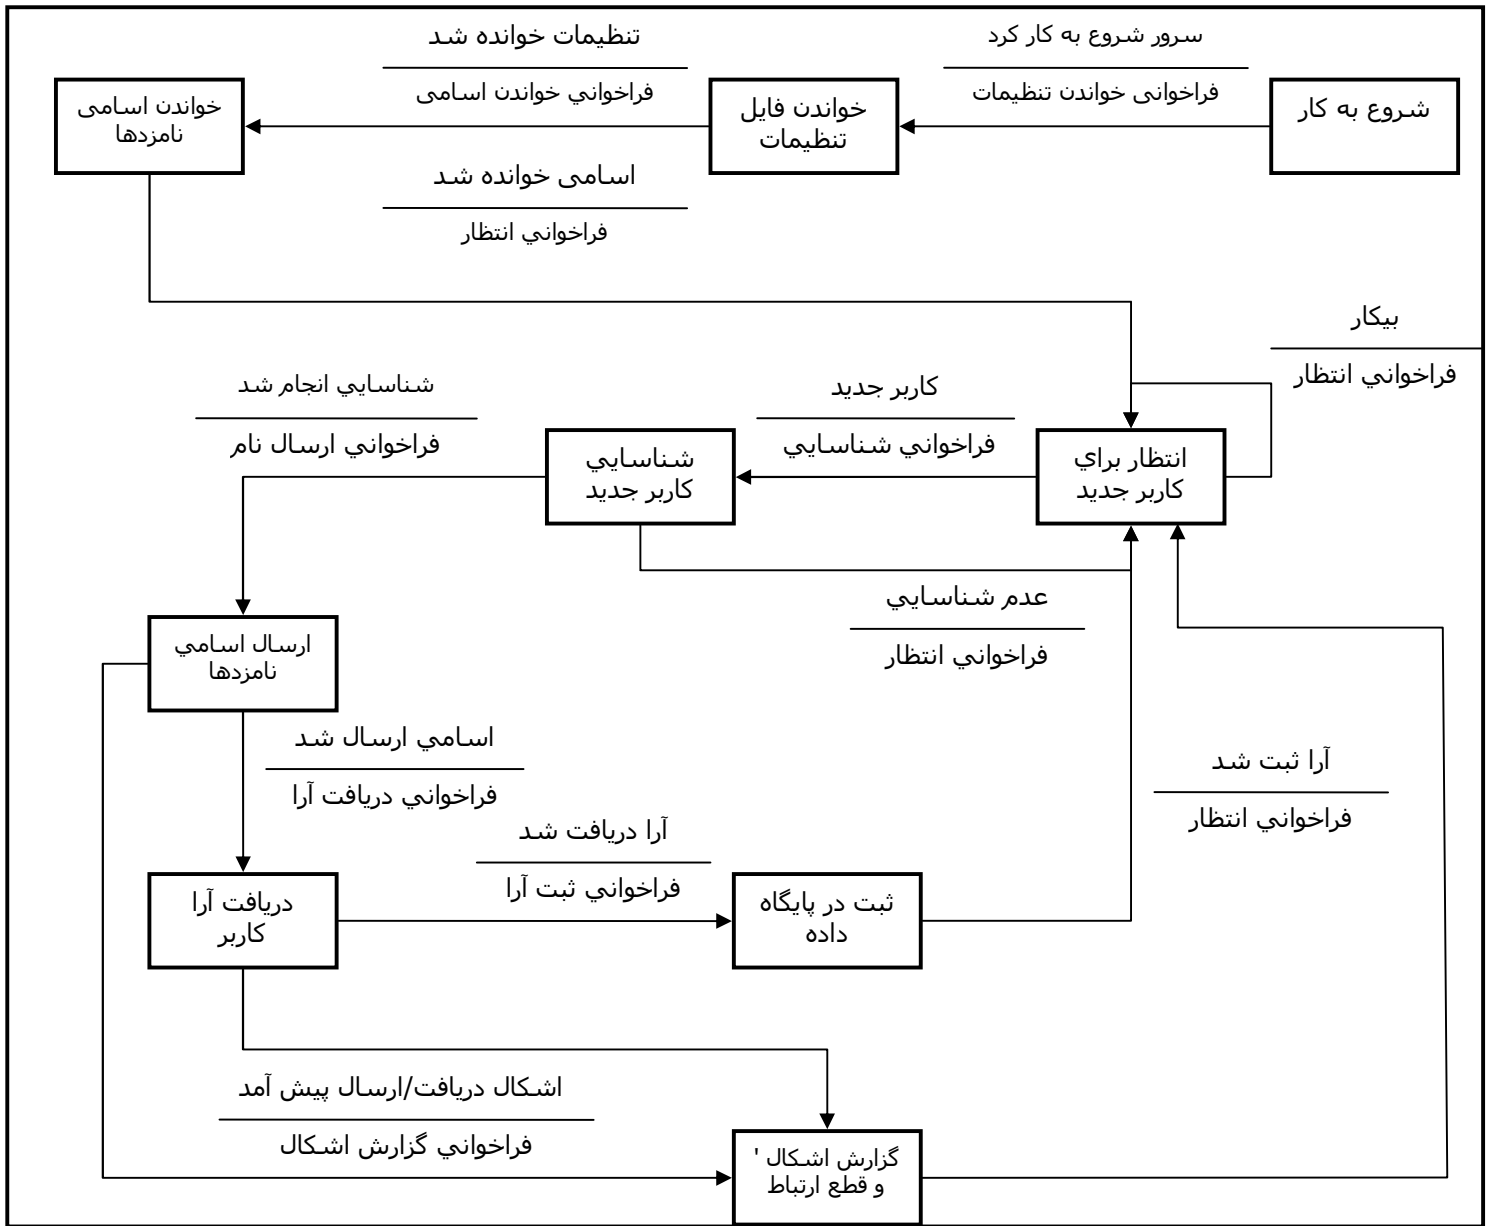 سرور شروع به کار کرد
تنظیمات خوانده شد
فراخوانی خواندن تنظیمات
فراخواني خواندن اسامی
شروع به کار
خواندن فایل
تنظیمات
خواندن اسامی
نامزدها
اسامی خوانده شد
فراخواني انتظار
بیکار
فراخواني انتظار
کاربر جدید
فراخواني شناسايي
شناسايي انجام شد
فراخواني ارسال نام
انتظار براي
کاربر جدید
شناسايي
کاربر جدید
عدم شناسايي
فراخواني انتظار
ارسال اسامي
نامزدها
اسامي ارسال شد
فراخواني دریافت آرا
آرا ثبت شد
فراخواني انتظار
آرا دریافت شد
فراخواني ثبت آرا
ثبت در پایگاه
داده
دریافت آرا
کاربر
اشکال دریافت/ارسال پیش آمد
فراخواني گزارش اشکال
گزارش اشکال '
و قطع ارتباط